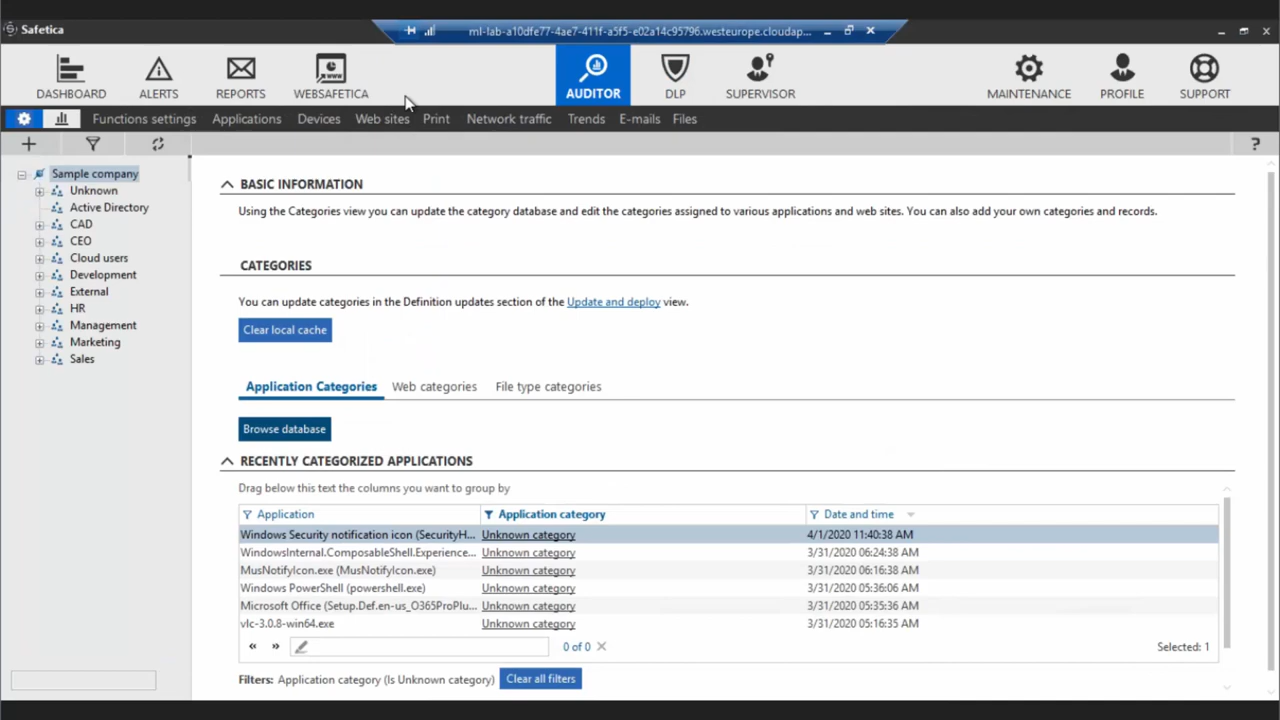 Safetica
ml-lab-a10dfe77-4ae7-411f-a5f5-e02a14c95796.westeurope.cloudap...
DASHBOARD ALERTS REPORTS WEBSAFETICA AUDITOR DLP SUPERVISOR MAINTENANCE PROFILE SUPPORT
Functions settings Applications Devices Web sites Print Network traffic Trends E-mails Files
?
Sample company
Unknown
Active Directory
CAD
CEO
Cloud users
Development
External
HR
Management
Marketing
Sales
BASIC INFORMATION
Using the Categories view you can update the category database and edit the categories assigned to various applications and web sites. You can also add your own categories and records.
CATEGORIES
You can update categories in the Definition updates section of the Update and deploy view.
Clear local cache
Application Categories Web categories File type categories
Browse database
RECENTLY CATEGORIZED APPLICATIONS
Drag below this text the columns you want to group by
Application Application category Date and time
Windows Security notification icon (SecurityH... Unknown category 4/1/2020 11:40:38 AM
WindowsInternal.ComposableShell.Experience... Unknown category 3/31/2020 06:24:38 AM
MusNotifyIcon.exe (MusNotifyIcon.exe) Unknown category 3/31/2020 06:16:38 AM
Windows PowerShell (powershell.exe) Unknown category 3/31/2020 05:36:06 AM
Microsoft Office (Setup.Def.en-us_O365ProPlu... Unknown category 3/31/2020 05:35:36 AM
vlc-3.0.8-win64.exe Unknown category 3/31/2020 05:16:35 AM
« » 0 of 0 Selected: 1
Filters: Application category (Is Unknown category) Clear all filters